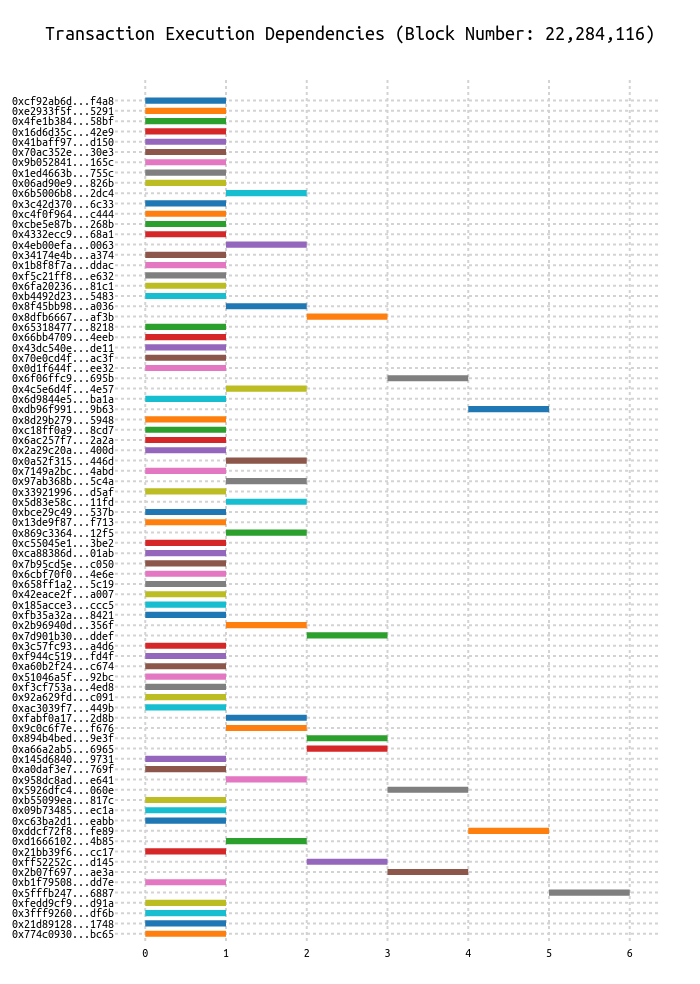 Transaction Execution Dependencies (Block Number: 22,284,116)
0xcf92ab6d...f4a8
0xe2933f5f...5291
0x4fe1b384...58bf
0x16d6d35c...42e9
0x41baff97...d150
0x70ac352e...30e3
0x9b052841...165c
0x1ed4663b...755c
0x06ad90e9...826b
0x6b5006b8...2dc4
0x3c42d370...6c33
0xc4f0f964...c444
0xcbe5e87b...268b
0x4332ecc9...68a1
0x4eb00efa...0063
0x34174e4b...a374
0x1b8f8f7a...ddac
0xf5c21ff8...e632
0x6fa20236...81c1
0xb4492d23...5483
0x8f45bb98...a036
0x8dfb6667...af3b
0x65318477...8218
0x66bb4709...4eeb
0x43dc540e...de11
0x70e0cd4f...ac3f
0x0d1f644f...ee32
0x6f06ffc9...695b
0x4c5e6d4f...4e57
0x6d9844e5...ba1a
0xdb96f991...9b63
0x8d29b279...5948
0xc18ff0a9...8cd7
0x6ac257f7...2a2a
0x2a29c20a...400d
0x0a52f315...446d
0x7149a2bc...4abd
0x97ab368b...5c4a
0x33921996...d5af
0x5d83e58c...11fd
0xbce29c49...537b
0x13de9f87...f713
0x869c3364...12f5
0xc55045e1...3be2
0xca88386d...01ab
0x7b95cd5e...c050
0x6cbf70f0...4e6e
0x658ff1a2...5c19
0x42eace2f...a007
0x185acce3...ccc5
0xfb35a32a...8421
0x2b96940d...356f
0x7d901b30...ddef
0x3c57fc93...a4d6
0xf944c519...fd4f
0xa60b2f24...c674
0x51046a5f...92bc
0xf3cf753a...4ed8
0x92a629fd...c091
0xac3039f7...449b
0xfabf0a17...2d8b
0x9c0c6f7e...f676
0x894b4bed...9e3f
0xa66a2ab5...6965
0x145d6840...9731
0xa0daf3e7...769f
0x958dc8ad...e641
0x5926dfc4...060e
0xb55099ea...817c
0x09b73485...ec1a
0xc63ba2d1...eabb
0xddcf72f8...fe89
0xd1666102...4b85
0x21bb39f6...cc17
0xff52252c...d145
0x2b07f697...ae3a
0xb1f79508...dd7e
0x5fffb247...6887
0xfedd9cf9...d91a
0x3fff9260...df6b
0x21d89128...1748
0x774c0930...bc65
0 1 2 3 4 5 6